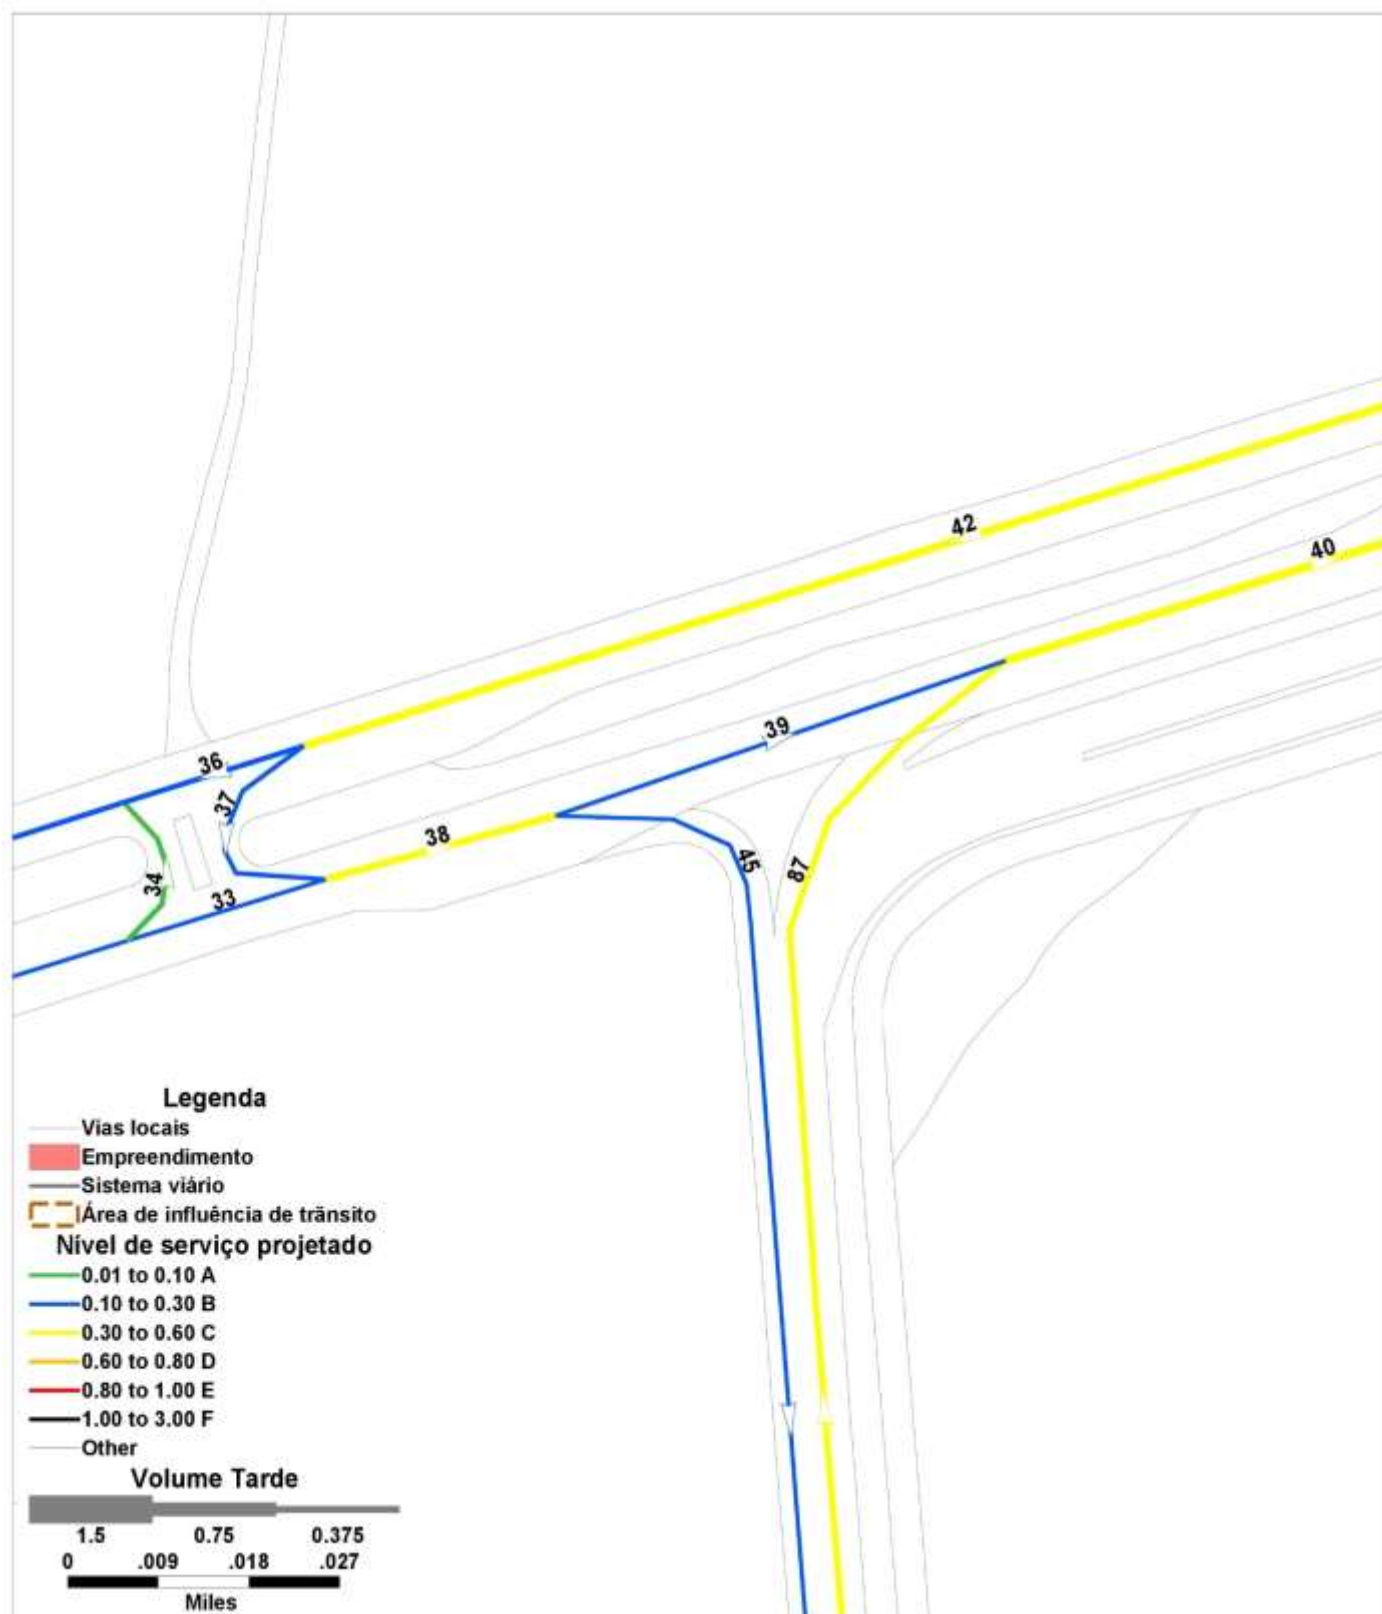 42
40
39
36
37
38
45
87
34
33
Legenda
Vias locais
Empreendimento
Sistema viário
Área de influência de trânsito
Nível de serviço projetado
0.01 to 0.10 A
0.10 to 0.30 B
0.30 to 0.60 C
0.60 to 0.80 D
0.80 to 1.00 E
1.00 to 3.00 F
Other
Volume Tarde
1.5 0.75 0.375
0 .009 .018 .027
Miles